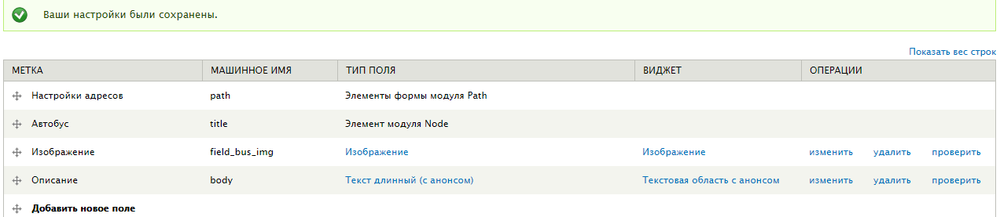 Ваши настройки были сохранены.
Показать вес строк
МЕТКА МАШИННОЕ ИМЯ ТИП ПОЛЯ ВИДЖЕТ ОПЕРАЦИИ
Настройки адресов path Элементы формы модуля Path
Автобус title Элемент модуля Node
Изображение field_bus_img Изображение Изображение изменить удалить проверить
Описание body Текст длинный (с анонсом) Текстовая область с анонсом изменить удалить проверить
Добавить новое поле